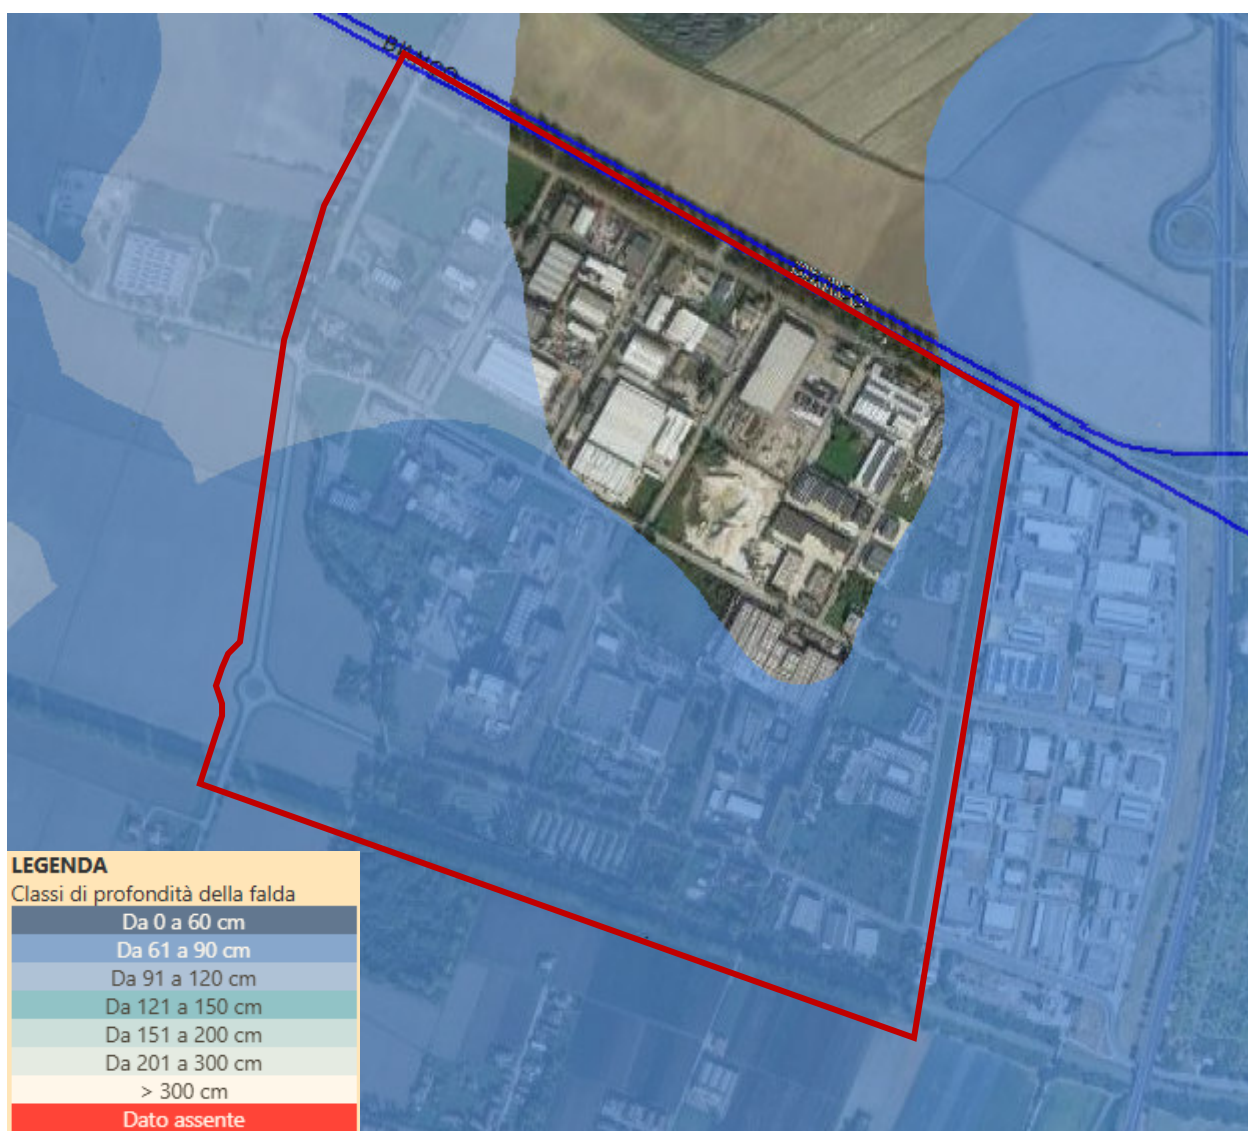 LEGENDA
Classi di profondità della falda
Da 0 a 60 cm
Da 61 a 90 cm
Da 91 a 120 cm
Da 121 a 150 cm
Da 151 a 200 cm
Da 201 a 300 cm
> 300 cm
Dato assente